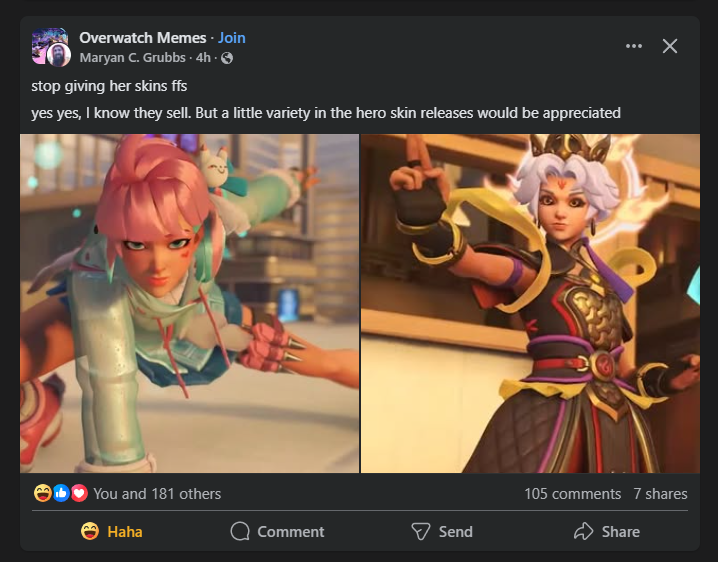 Overwatch Memes · Join
Maryan C. Grubbs · 4h ·
stop giving her skins ffs
yes yes, I know they sell. But a little variety in the hero skin releases would be appreciated
You and 181 others 105 comments 7 shares
Haha Comment Send Share